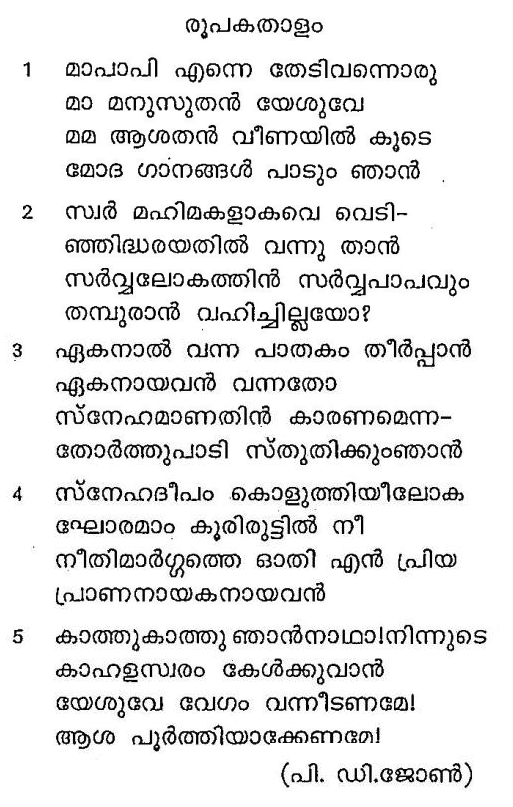 രൂപകതാളം
1 മാപാപി എന്നെ തേടിവന്നൊരു
മാ മനുസുതൻ യേശുവേ
മമ ആശതൻ വീണയിൽ കൂടെ
മോദ ഗാനങ്ങൾ പാടും ഞാൻ
2 സ്വർ മഹിമകളാകവെ വെടി-
ഞ്ഞിദ്ധരയതിൽ വന്നു താൻ
സർവ്വലോകത്തിൻ സർവ്വപാപവും
തമ്പുരാൻ വഹിച്ചില്ലയോ?
3 ഏകനാൽ വന്ന പാതകം തീർപ്പാൻ
ഏകനായവൻ വന്നതോ
സ്നേഹമാണതിൻ കാരണമെന്ന-
തോർത്തുപാടി സ്തുതിക്കുംഞാൻ
4 സ്നേഹദീപം കൊളുത്തിയീലോക
ഘോരമാം കൂരിരുട്ടിൽ നീ
നീതിമാർഗ്ഗത്തെ ഓതി എൻ പ്രിയ
പ്രാണനായകനായവൻ
5 കാത്തുകാത്തു ഞാൻനാഥാ!നിന്നുടെ
കാഹളസ്വരം കേൾക്കുവാൻ
യേശുവേ വേഗം വന്നീടണമേ!
ആശ പൂർത്തിയാക്കേണമേ!
(പി. ഡി.ജോൺ)